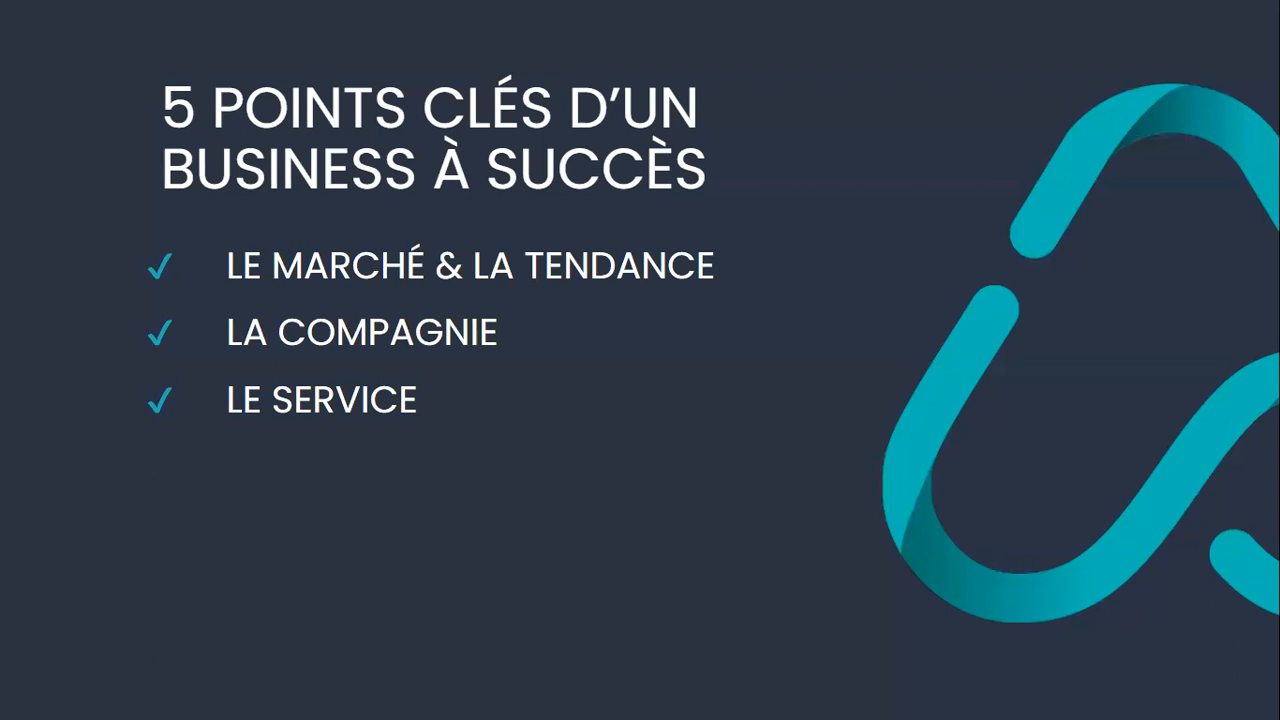 5 POINTS CLÉS D’UN
BUSINESS À SUCCÈS
✓ LE MARCHÉ & LA TENDANCE
✓ LA COMPAGNIE
✓ LE SERVICE